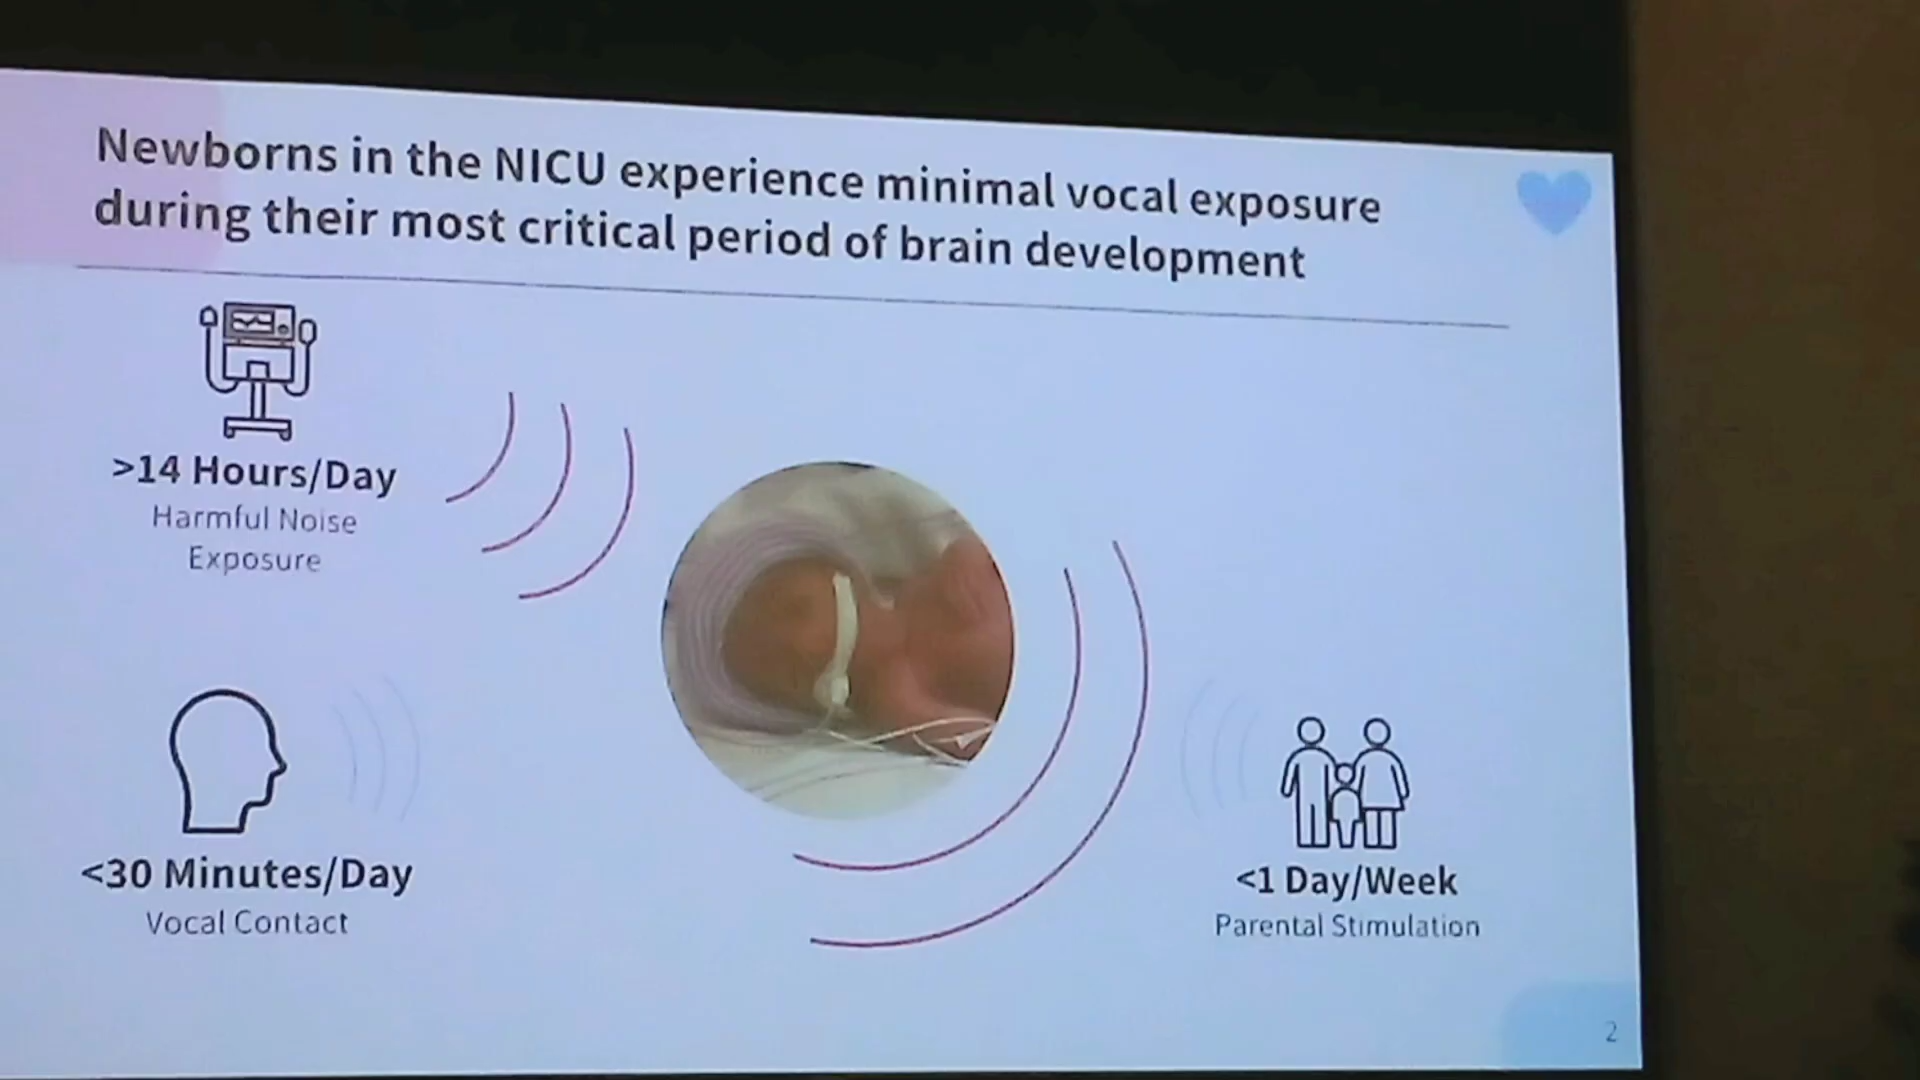 Newborns in the NICU experience minimal vocal exposure
during their most critical period of brain development
>14 Hours/Day
Harmful Noise
Exposure
<30 Minutes/Day
Vocal Contact
<1 Day/Week
Parental Stimulation
2